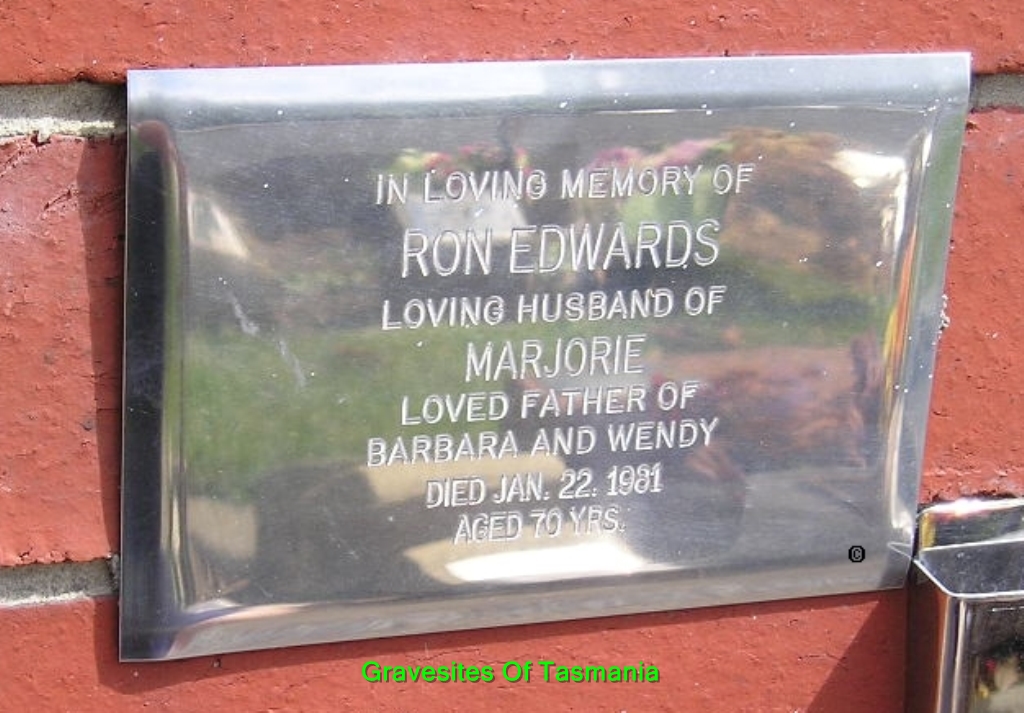 IN LOVING MEMORY OF
RON EDWARDS
LOVING HUSBAND OF
MARJORIE
LOVED FATHER OF
BARBARA AND WENDY
DIED JAN. 22. 1981
AGED 70 YRS.
©
Gravesites Of Tasmania